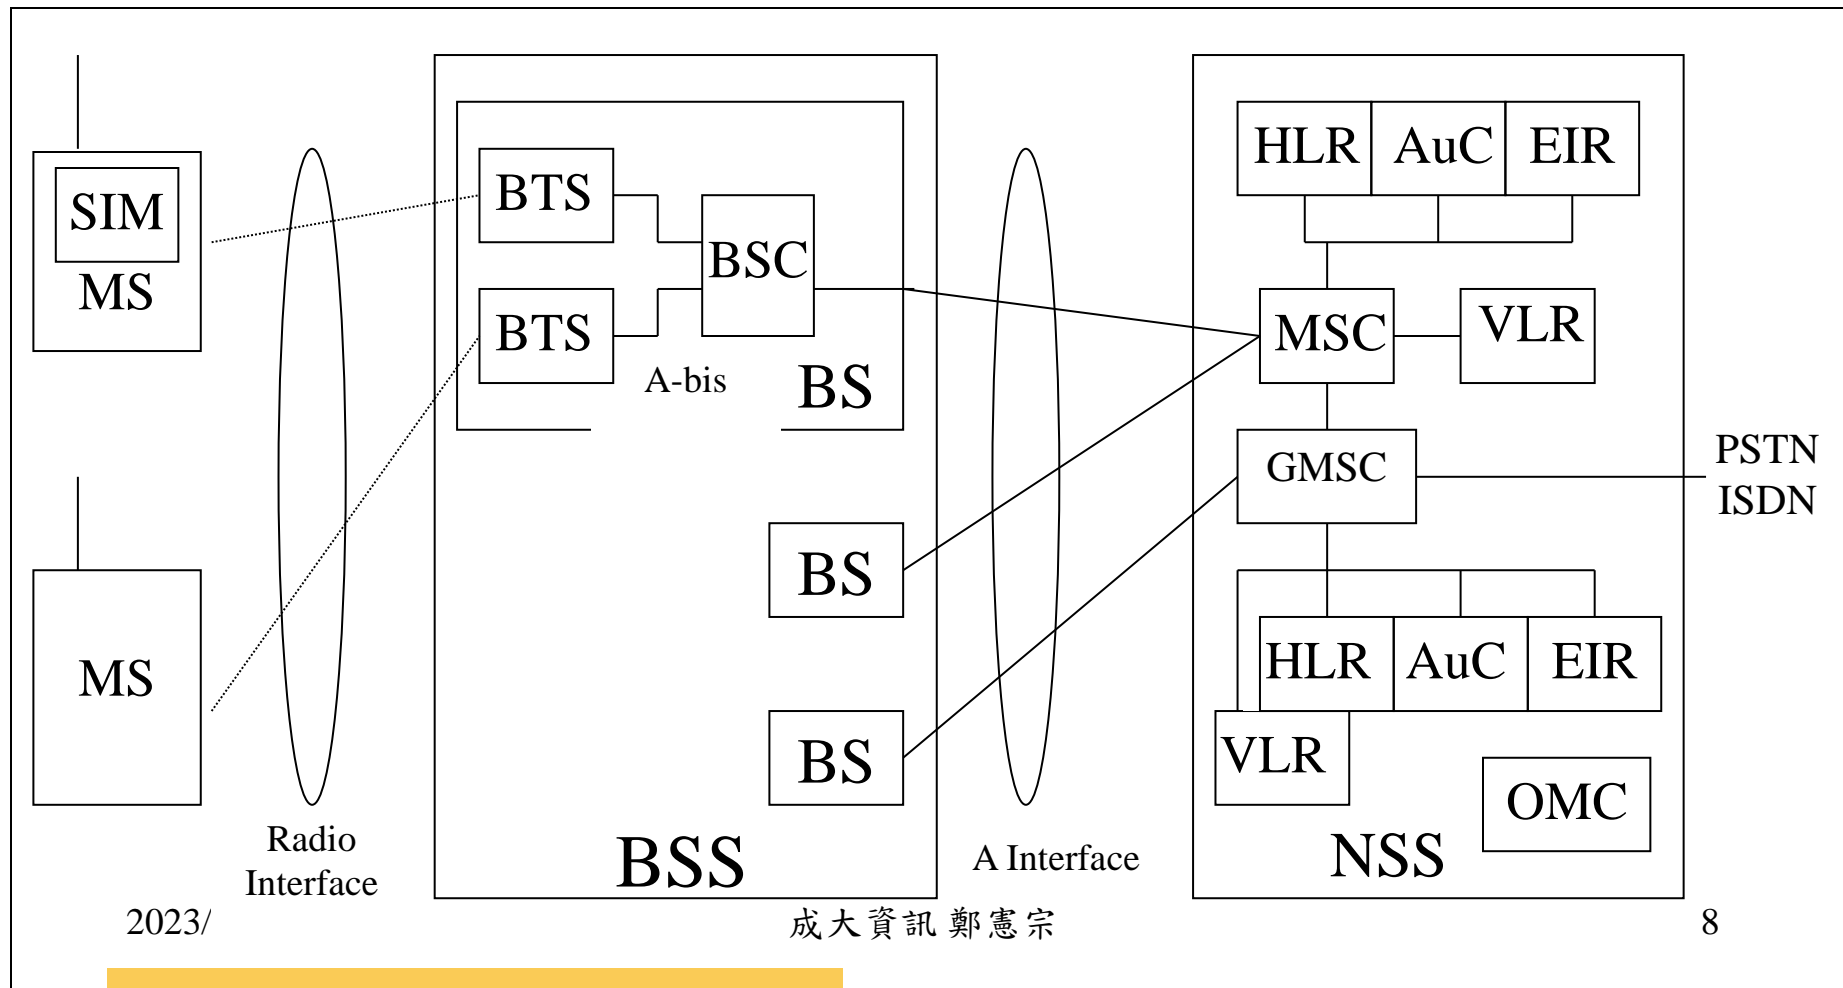 SIM
MS
MS
Radio
Interface
BTS
BTS
BSC
A-bis
BS
BS
BS
BSS
A Interface
HLR AuC EIR
MSC VLR
GMSC
PSTN
ISDN
HLR AuC EIR
VLR
OMC
NSS
2023/
成大資訊 鄭憲宗
8